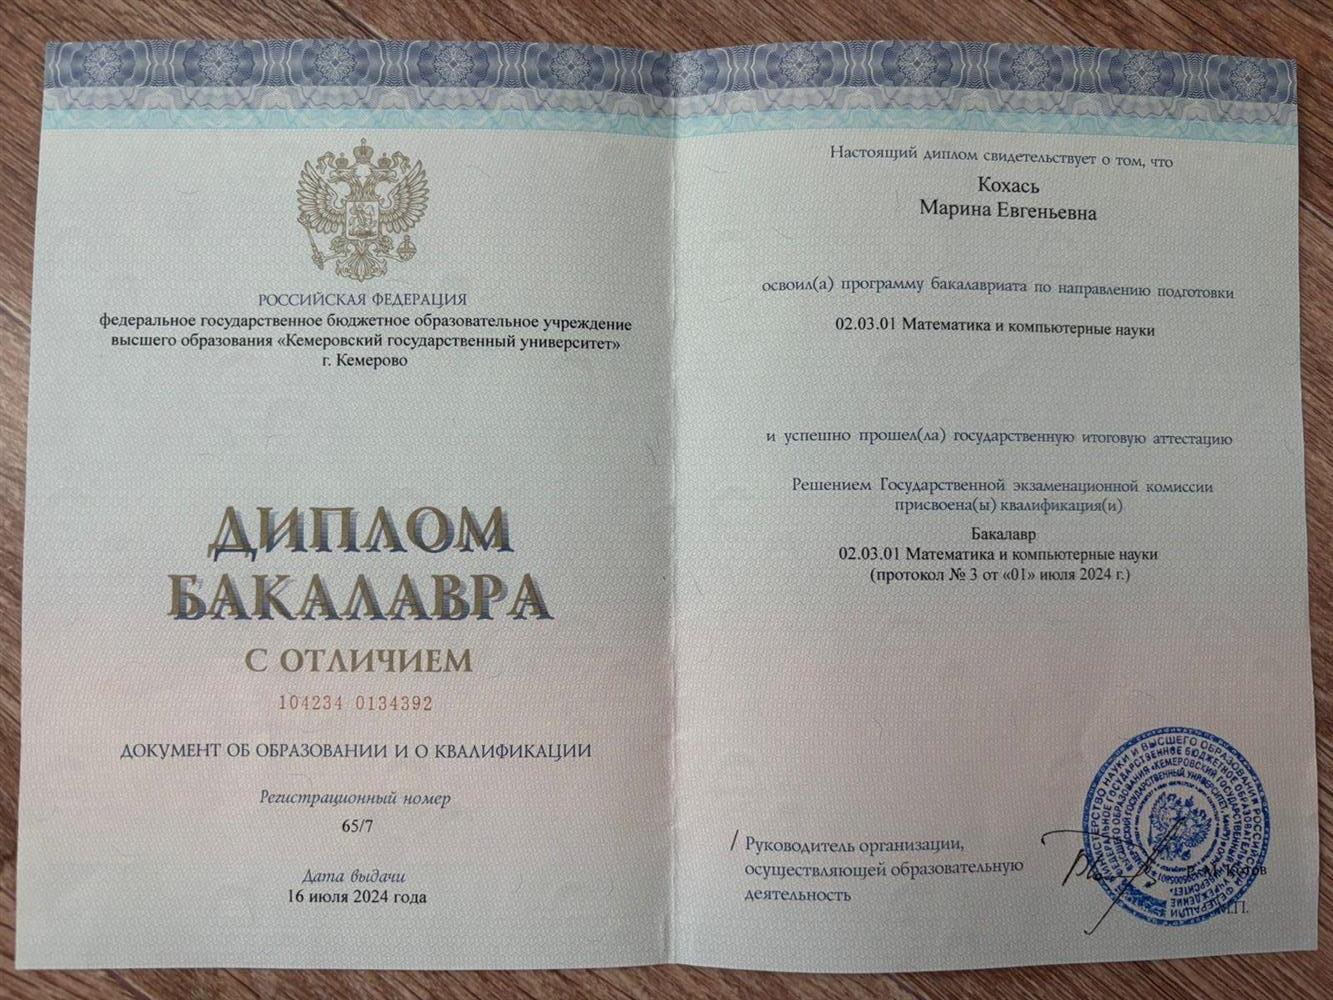 РОССИЙСКАЯ ФЕДЕРАЦИЯ
федеральное государственное бюджетное образовательное учреждение
высшего образования «Кемеровский государственный университет»
г. Кемерово
ДИПЛОМ
БАКАЛАВРА
С ОТЛИЧИЕМ
104234 0134392
ДОКУМЕНТ ОБ ОБРАЗОВАНИИ И О КВАЛИФИКАЦИИ
Регистрационный номер
65/7
Дата выдачи
16 июля 2024 года
Настоящий диплом свидетельствует о том, что
Кохась
Марина Евгеньевна
освоил(а) программу бакалавриата по направлению подготовки
02.03.01 Математика и компьютерные науки
и успешно прошел(ла) государственную итоговую аттестацию
Решением Государственной экзаменационной комиссии
присвоена(ы) квалификация(и)
Бакалавр
02.03.01 Математика и компьютерные науки
(протокол № 3 от «01» июля 2024 г.)
/ Руководитель организации,
осуществляющей образовательную
деятельность
М.П.